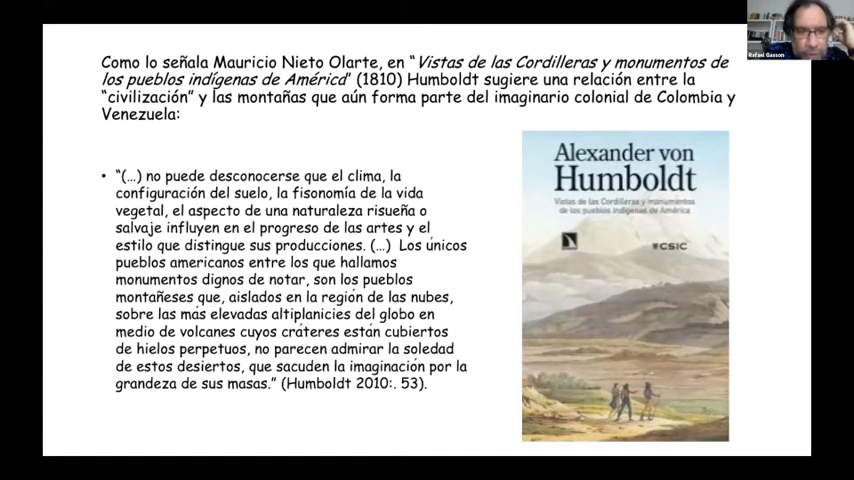 Como lo señala Mauricio Nieto Olarte, en “Vistas de las Cordilleras y monumentos de
los pueblos indígenas de América” (1810) Humboldt sugiere una relación entre la
“civilización” y las montañas que aún forma parte del imaginario colonial de Colombia y
Venezuela:
• “(…) no puede desconocerse que el clima, la
configuración del suelo, la fisonomía de la vida
vegetal, el aspecto de una naturaleza risueña o
salvaje influyen en el progreso de las artes y el
estilo que distingue sus producciones. (…) Los únicos
pueblos americanos entre los que hallamos
monumentos dignos de notar, son los pueblos
montañeses que, aislados en la región de las nubes,
sobre las más elevadas altiplanicies del globo en
medio de volcanes cuyos cráteres están cubiertos
de hielos perpetuos, no parecen admirar la soledad
de estos desiertos, que sacuden la imaginación por la
grandeza de sus masas.” (Humboldt 2010:. 53).
Alexander von
Humboldt
Vistas de las Cordilleras y monumentos
de los pueblos indígenas de América
CSIC
Rafael Gasson